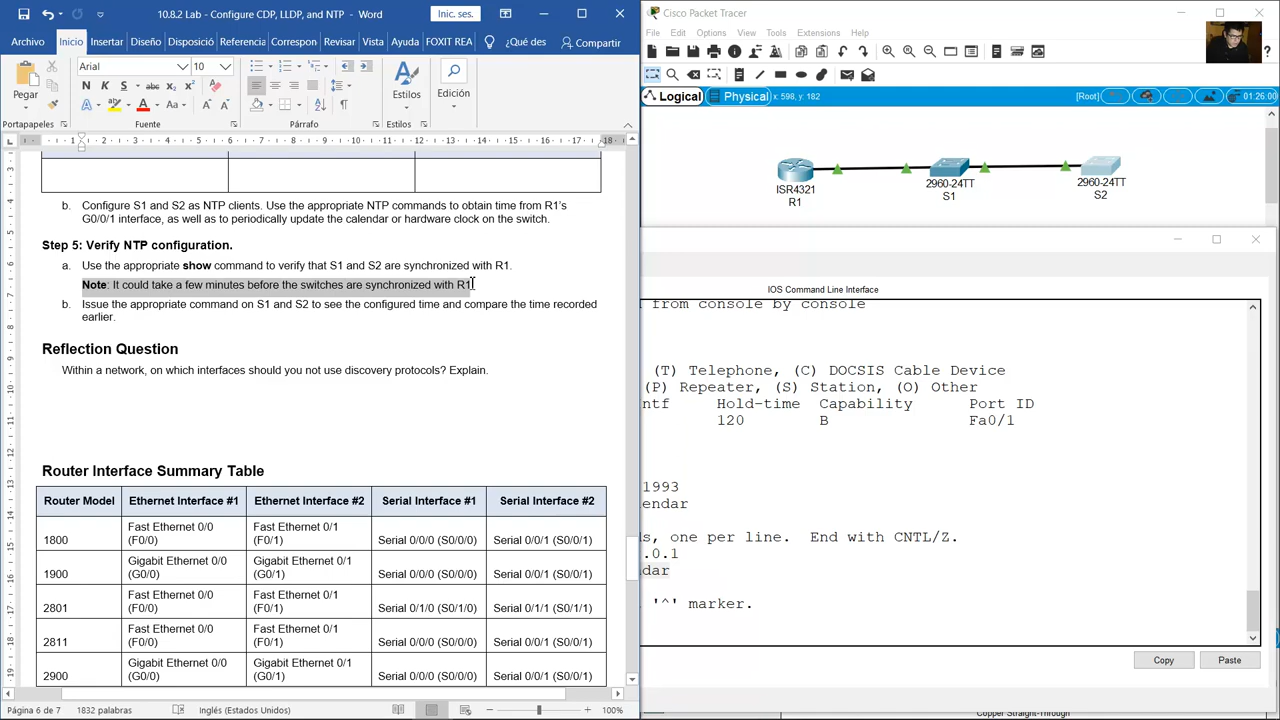 10.8.2 Lab - Configure CDP, LLDP, and NTP - Word
Inic. ses.
Archivo Inicio Insertar Diseño Disposició Referencia Correspon Revisar Vista Ayuda FOXIT REA ¿Qué des Compartir
Arial 10
Pegar
N K S
Estilos
Edición
Portapapeles Fuente Párrafo Estilos
b. Configure S1 and S2 as NTP clients. Use the appropriate NTP commands to obtain time from R1's
G0/0/1 interface, as well as to periodically update the calendar or hardware clock on the switch.
Step 5: Verify NTP configuration.
a. Use the appropriate show command to verify that S1 and S2 are synchronized with R1.
Note: It could take a few minutes before the switches are synchronized with R1
b. Issue the appropriate command on S1 and S2 to see the configured time and compare the time recorded
earlier.
Reflection Question
Within a network, on which interfaces should you not use discovery protocols? Explain.
Router Interface Summary Table
Router Model Ethernet Interface #1 Ethernet Interface #2 Serial Interface #1 Serial Interface #2
1800 Fast Ethernet 0/0 (F0/0) Fast Ethernet 0/1 (F0/1) Serial 0/0/0 (S0/0/0) Serial 0/0/1 (S0/0/1)
1900 Gigabit Ethernet 0/0 (G0/0) Gigabit Ethernet 0/1 (G0/1) Serial 0/0/0 (S0/0/0) Serial 0/0/1 (S0/0/1)
2801 Fast Ethernet 0/0 (F0/0) Fast Ethernet 0/1 (F0/1) Serial 0/1/0 (S0/1/0) Serial 0/1/1 (S0/1/1)
2811 Fast Ethernet 0/0 (F0/0) Fast Ethernet 0/1 (F0/1) Serial 0/0/0 (S0/0/0) Serial 0/0/1 (S0/0/1)
2900 Gigabit Ethernet 0/0 (G0/0) Gigabit Ethernet 0/1 (G0/1) Serial 0/0/0 (S0/0/0) Serial 0/0/1 (S0/0/1)
Página 6 de 7 1832 palabras Inglés (Estados Unidos) 100%
Cisco Packet Tracer
File Edit Options View Tools Extensions Help
Logical Physical x: 598, y: 182 [Root] 01:26:00
ISR4321
R1
2960-24TT
S1
2960-24TT
S2
IOS Command Line Interface
from console by console
(T) Telephone, (C) DOCSIS Cable Device
(P) Repeater, (S) Station, (O) Other
ntf Hold-time Capability Port ID
120 B Fa0/1
1993
endar
s, one per line. End with CNTL/Z.
.0.1
dar
'^' marker.
Copy Paste
Copper Straight-Through